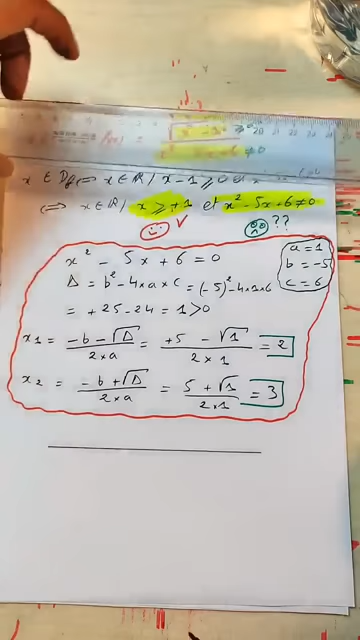 x ∈ Df ⇔ x ∈ ℝ / x - 1 ≥ 0 et
⇔ x ∈ ℝ / x ≥ +1 et x² - 5x + 6 ≠ 0
??
x² - 5x + 6 = 0
a = 1
b = -5
c = 6
Δ = b² - 4×a×c = (-5)² - 4×1×6
= +25 - 24 = 1 > 0
x1 = (-b - √Δ)/(2×a) = (+5 - √1)/(2×1) = 2
x2 = (-b + √Δ)/(2×a) = (5 + √1)/(2×1) = 3